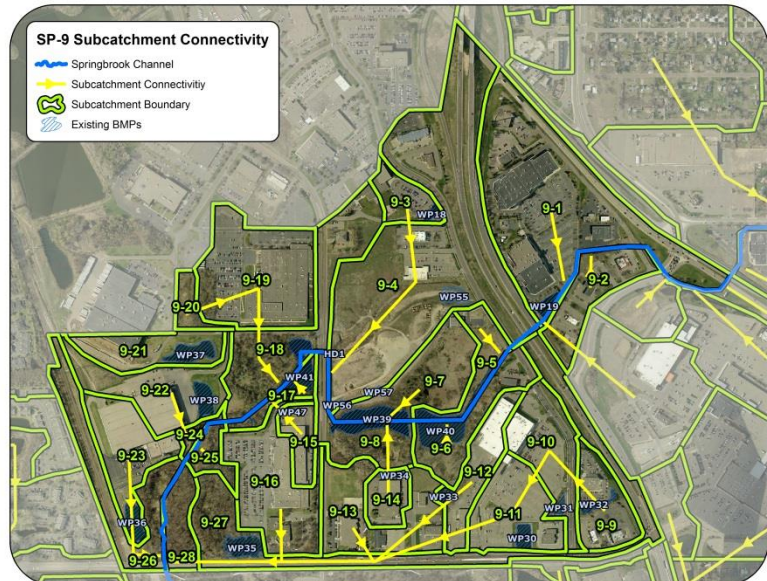 SP-9 Subcatchment Connectivity
Springbrook Channel
Subcatchment Connectivitiy
Subcatchment Boundary
Existing BMPs
9-3
WP18
9-1
9-2
9-19
9-4
9-20
WP55
WP19
9-21
WP37
9-18
HD1
9-5
WP41
9-7
9-22
WP38
9-17
WP57
WP56
WP47
WP39
9-24
9-8
WP40
9-15
9-6
9-10
9-23
9-25
9-16
WP34
9-12
9-14
WP33
WP31
WP32
WP36
9-27
9-13
9-11
9-9
WP35
WP30
9-26
9-28